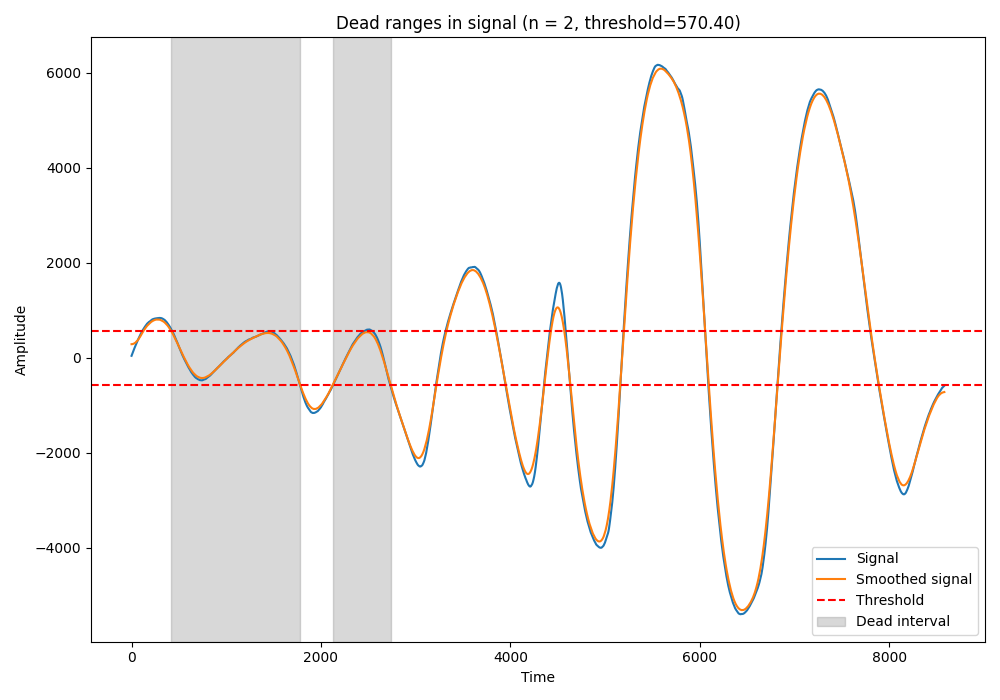 Dead ranges in signal (n = 2, threshold=570.40)
Amplitude
6000
4000
2000
0
−2000
−4000
0 2000 4000 6000 8000
Time
Signal
Smoothed signal
Threshold
Dead interval